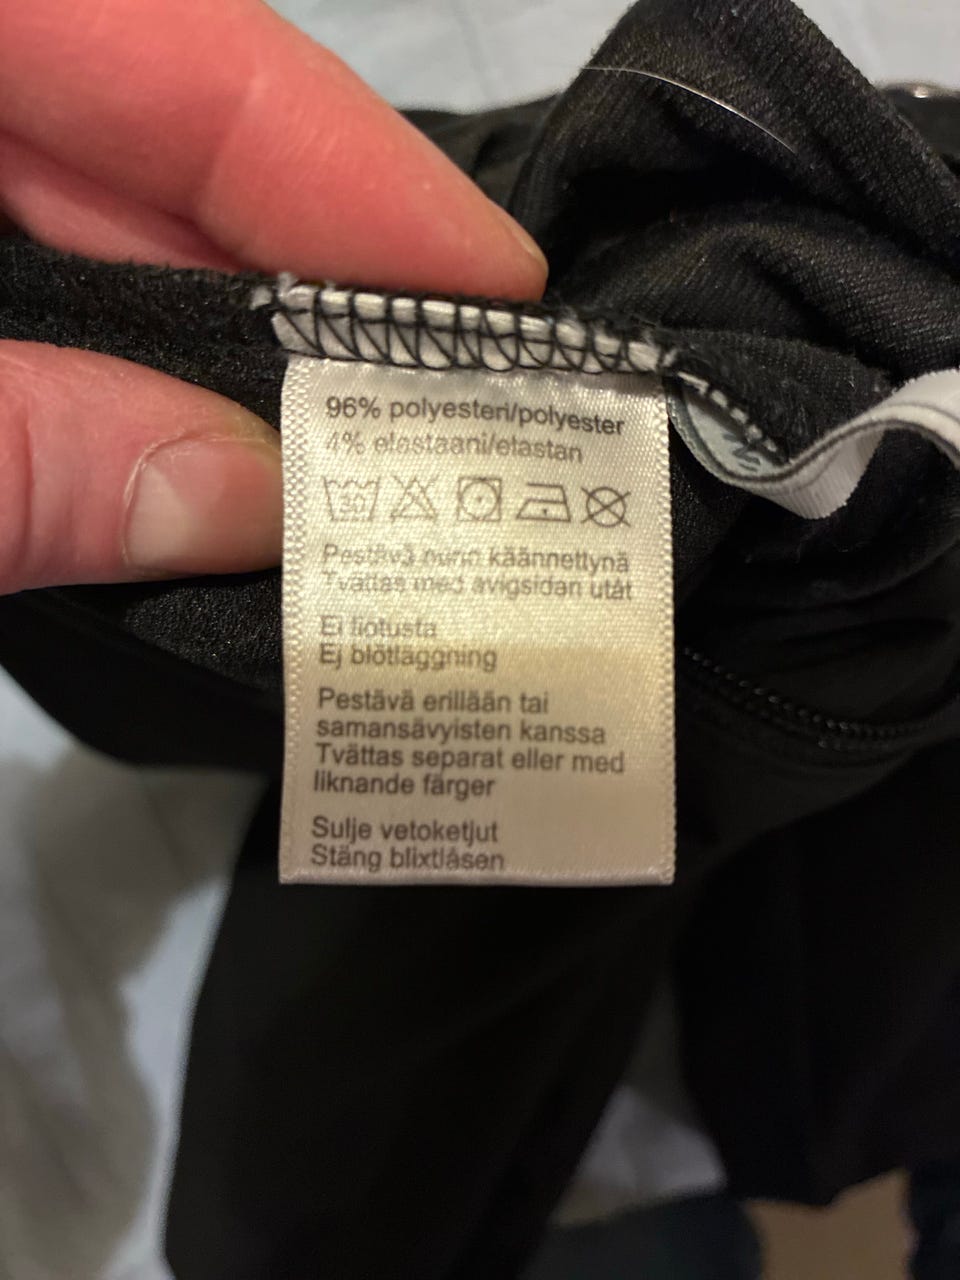 96% polyesteri/polyester
4% elastaani/elastan
30
Pestävä nurin käännettynä
Tvättas med avigsidan utåt
Ei liotusta
Ej blötläggning
Pestävä erillään tai
samansävyisten kanssa
Tvättas separat eller med
liknande färger
Sulje vetoketjut
Stäng blixtlåsen